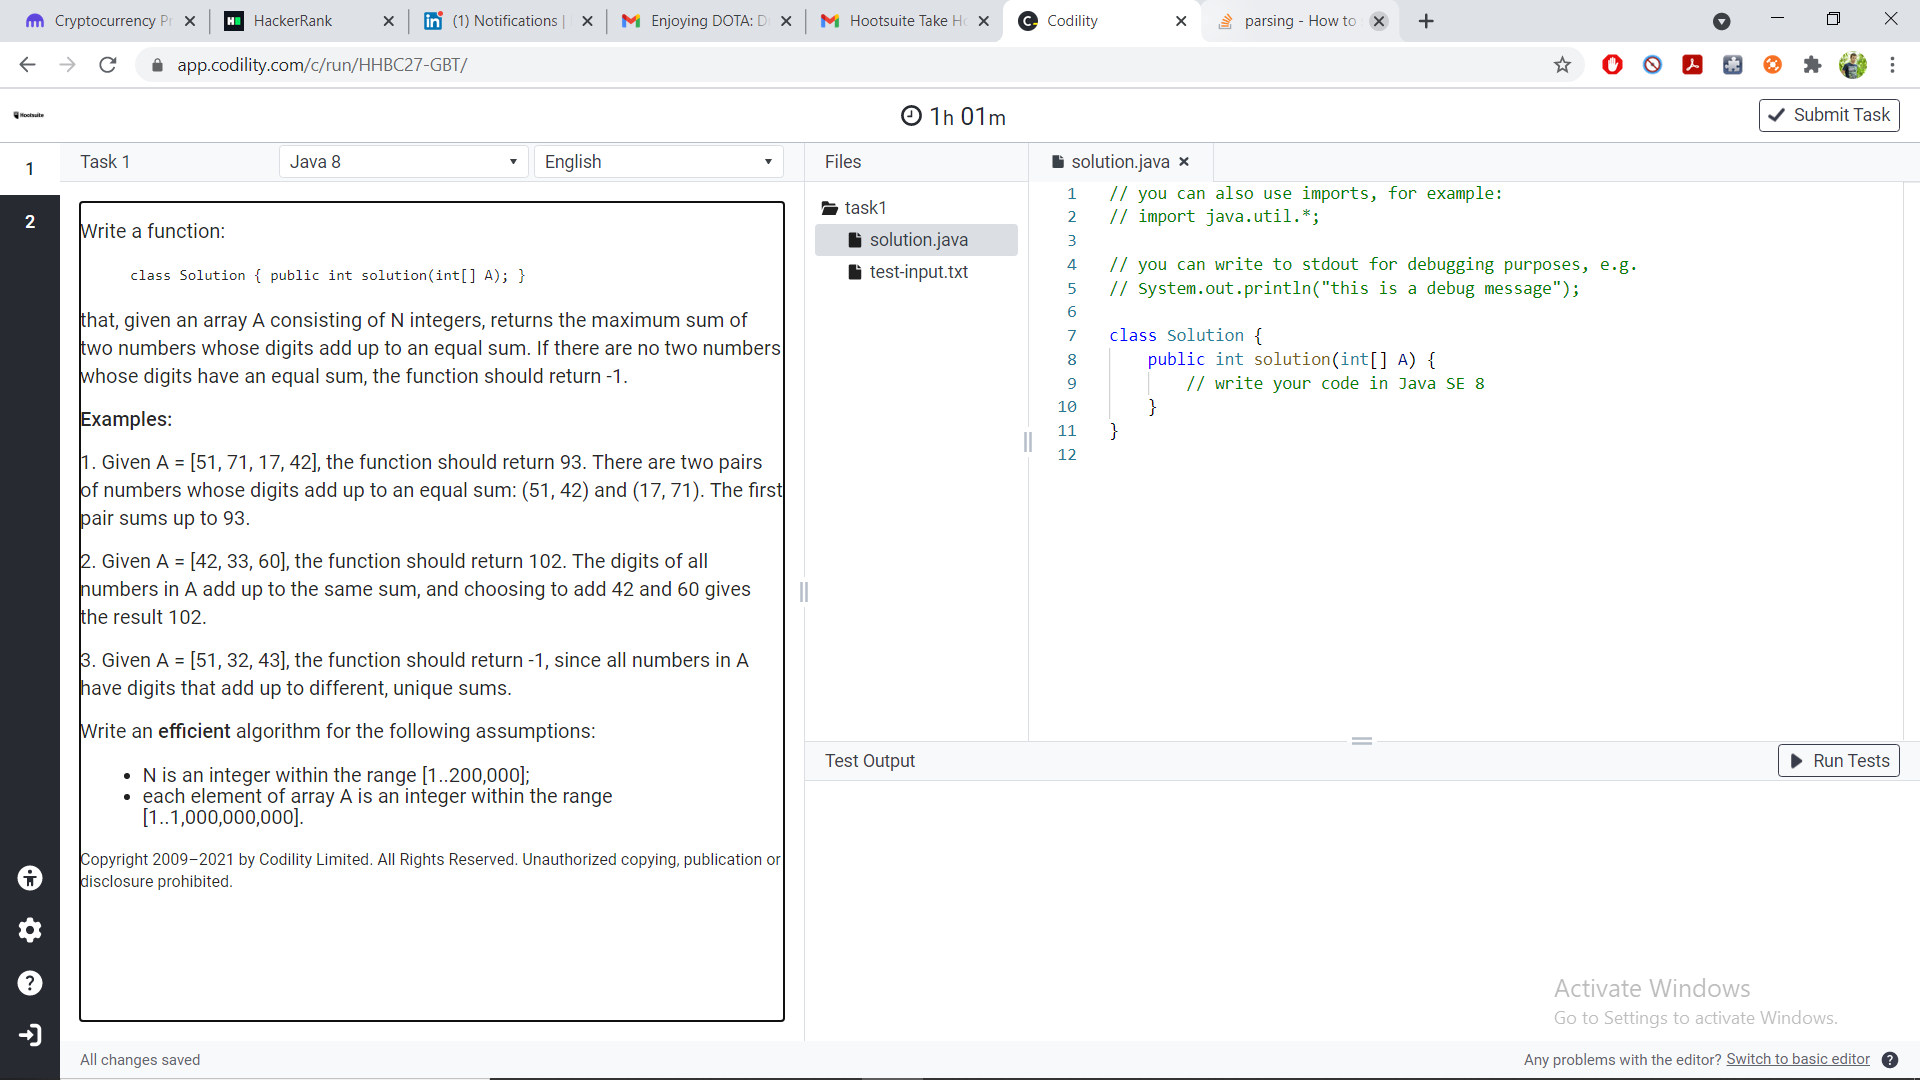 Cryptocurrency Pr
HackerRank
(1) Notifications |
Enjoying DOTA: D
Hootsuite Take Ho
Codility
parsing - How to
app.codility.com/c/run/HHBC27-GBT/
Hootsuite
1h 01m
Submit Task
1
2
Task 1
Java 8
English
Files
solution.java
Write a function:
class Solution { public int solution(int[] A); }
that, given an array A consisting of N integers, returns the maximum sum of
two numbers whose digits add up to an equal sum. If there are no two numbers
whose digits have an equal sum, the function should return -1.
Examples:
1. Given A = [51, 71, 17, 42], the function should return 93. There are two pairs
of numbers whose digits add up to an equal sum: (51, 42) and (17, 71). The first
pair sums up to 93.
2. Given A = [42, 33, 60], the function should return 102. The digits of all
numbers in A add up to the same sum, and choosing to add 42 and 60 gives
the result 102.
3. Given A = [51, 32, 43], the function should return -1, since all numbers in A
have digits that add up to different, unique sums.
Write an efficient algorithm for the following assumptions:
• N is an integer within the range [1..200,000];
• each element of array A is an integer within the range
[1..1,000,000,000].
Copyright 2009–2021 by Codility Limited. All Rights Reserved. Unauthorized copying, publication or
disclosure prohibited.
task1
solution.java
test-input.txt
1 // you can also use imports, for example:
2 // import java.util.*;
3
4 // you can write to stdout for debugging purposes, e.g.
5 // System.out.println("this is a debug message");
6
7 class Solution {
8 public int solution(int[] A) {
9 // write your code in Java SE 8
10 }
11 }
12
Test Output
Run Tests
Activate Windows
Go to Settings to activate Windows.
All changes saved
Any problems with the editor? Switch to basic editor